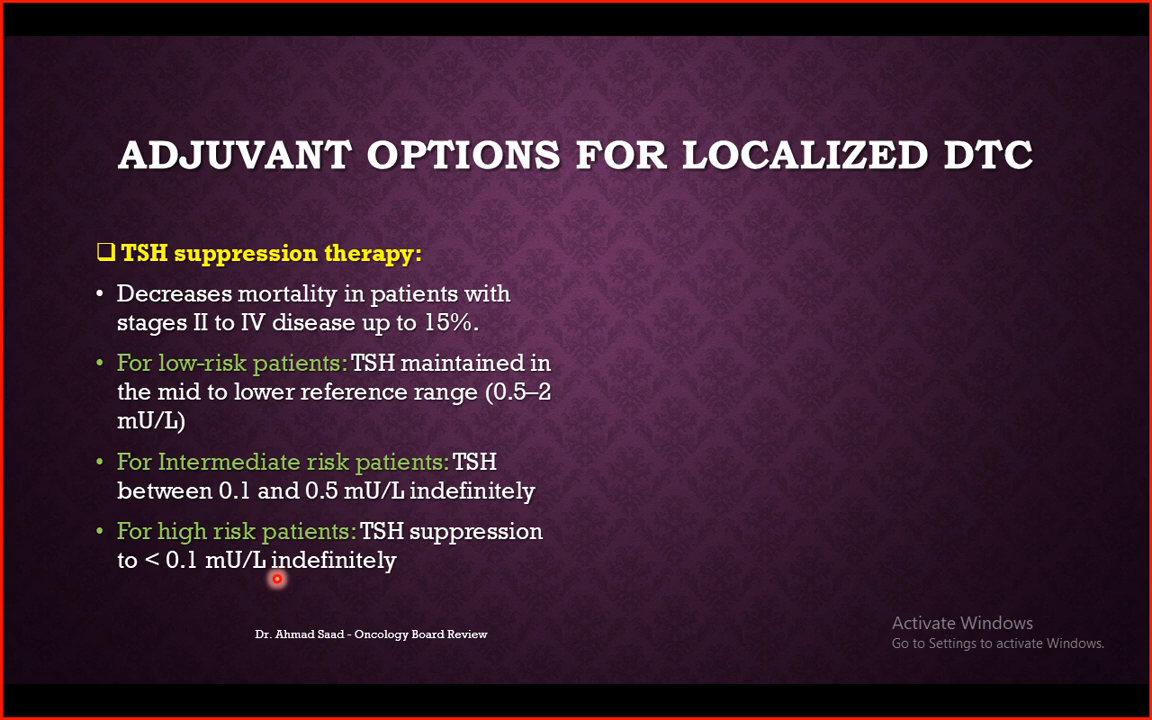 ADJUVANT OPTIONS FOR LOCALIZED DTC
❑ TSH suppression therapy:
• Decreases mortality in patients with
stages II to IV disease up to 15%.
• For low-risk patients: TSH maintained in
the mid to lower reference range (0.5–2
mU/L)
• For Intermediate risk patients: TSH
between 0.1 and 0.5 mU/L indefinitely
• For high risk patients: TSH suppression
to < 0.1 mU/L indefinitely
Dr. Ahmad Saad - Oncology Board Review
Activate Windows
Go to Settings to activate Windows.